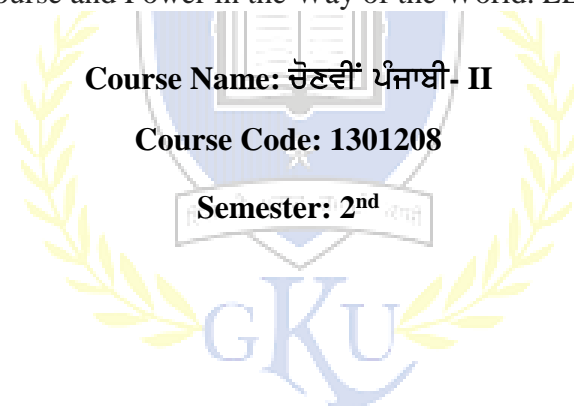 ourse and Power in the Way of the World.
Course Name: ਚੋਣਵੀਂ ਪੰਜਾਬੀ- II
Course Code: 1301208
Semester: 2nd
GKU